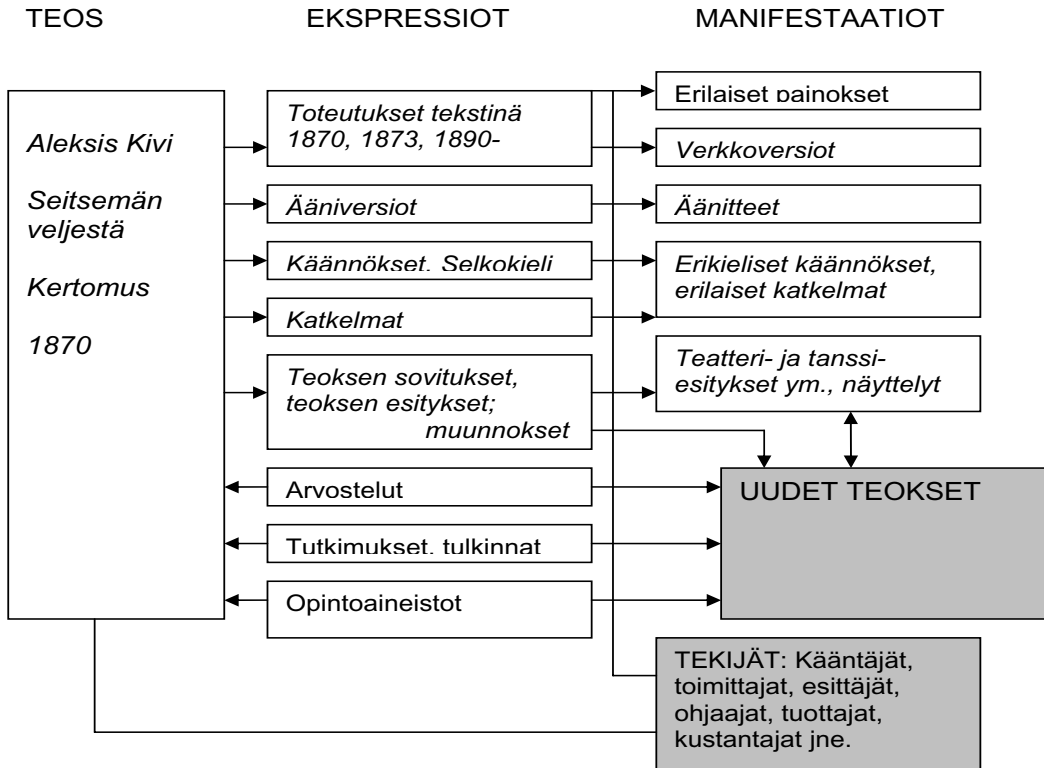 TEOS
EKSPRESSIOT
MANIFESTAATIOT
Aleksis Kivi
Seitsemän
veljestä
Kertomus
1870
Toteutukset tekstinä
1870, 1873, 1890-
Ääniversiot
Käännökset. Selkokieli
Katkelmat
Teoksen sovitukset,
teoksen esitykset;
muunnokset
Arvostelut
Tutkimukset. tulkinnat
Opintoaineistot
Erilaiset painokset
Verkkoversiot
Äänitteet
Erikieliset käännökset,
erilaiset katkelmat
Teatteri- ja tanssi-
esitykset ym., näyttelyt
UUDET TEOKSET
TEKIJÄT: Kääntäjät,
toimittajat, esittäjät,
ohjaajat, tuottajat,
kustantajat jne.